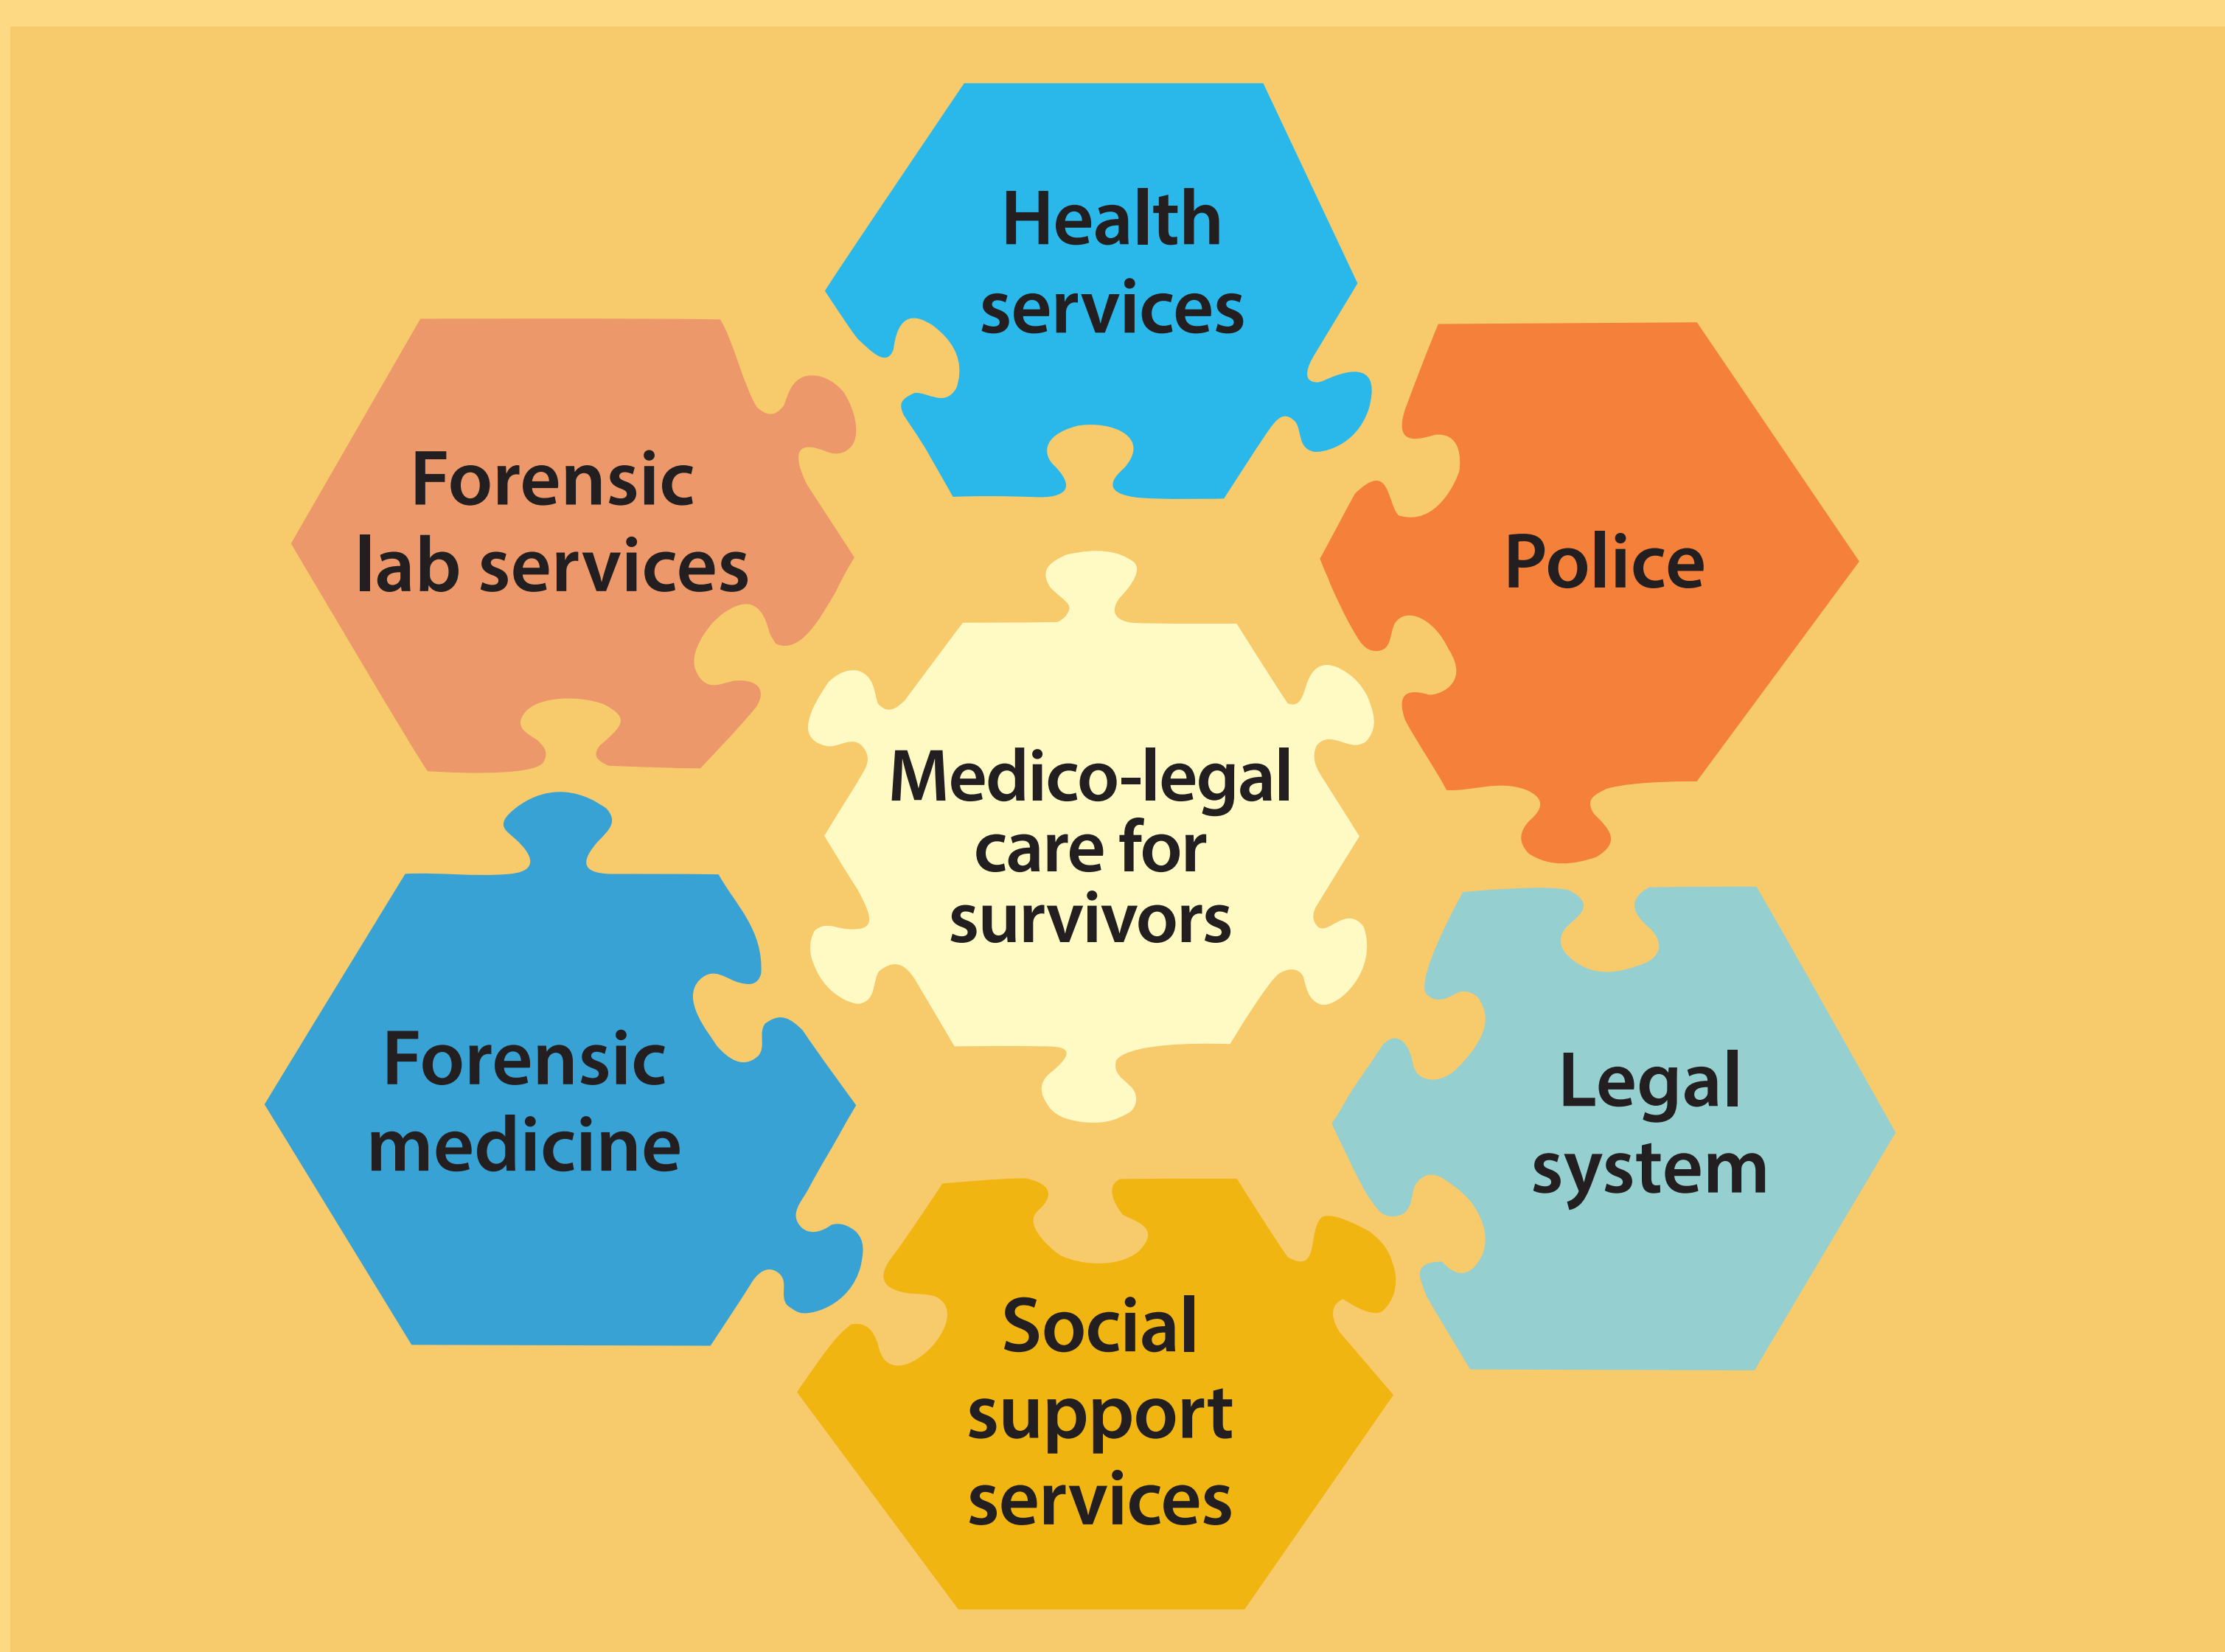 Health
services
Forensic
lab services
Police
Medico-legal
care for
survivors
Forensic
medicine
Legal
system
Social
support
services